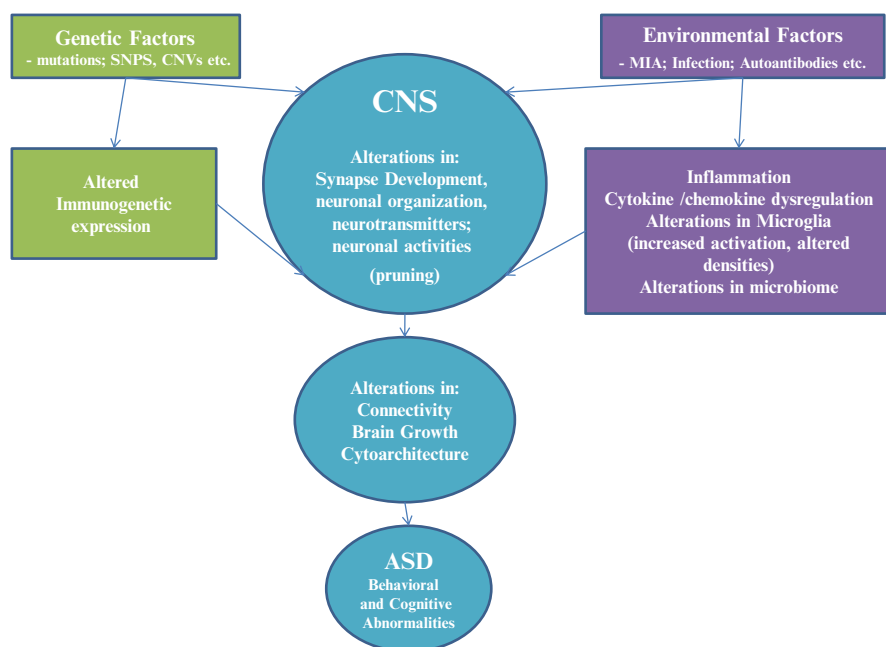 Genetic Factors
- mutations; SNPS, CNVs etc.
Environmental Factors
- MIA; Infection; Autoantibodies etc.
CNS
Alterations in:
Synapse Development,
neuronal organization,
neurotransmitters;
neuronal activities
(pruning)
Altered
Immunogenetic
expression
Inflammation
Cytokine /chemokine dysregulation
Alterations in Microglia
(increased activation, altered
densities)
Alterations in microbiome
Alterations in:
Connectivity
Brain Growth
Cytoarchitecture
ASD
Behavioral
and Cognitive
Abnormalities